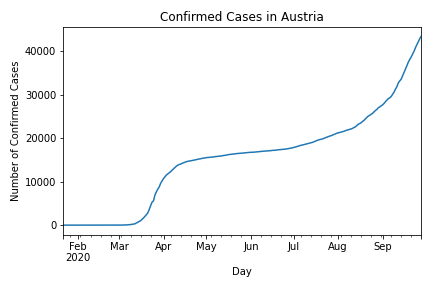 Confirmed Cases in Austria
Number of Confirmed Cases
40000
30000
20000
10000
0
Feb Mar Apr May Jun Jul Aug Sep
2020
Day